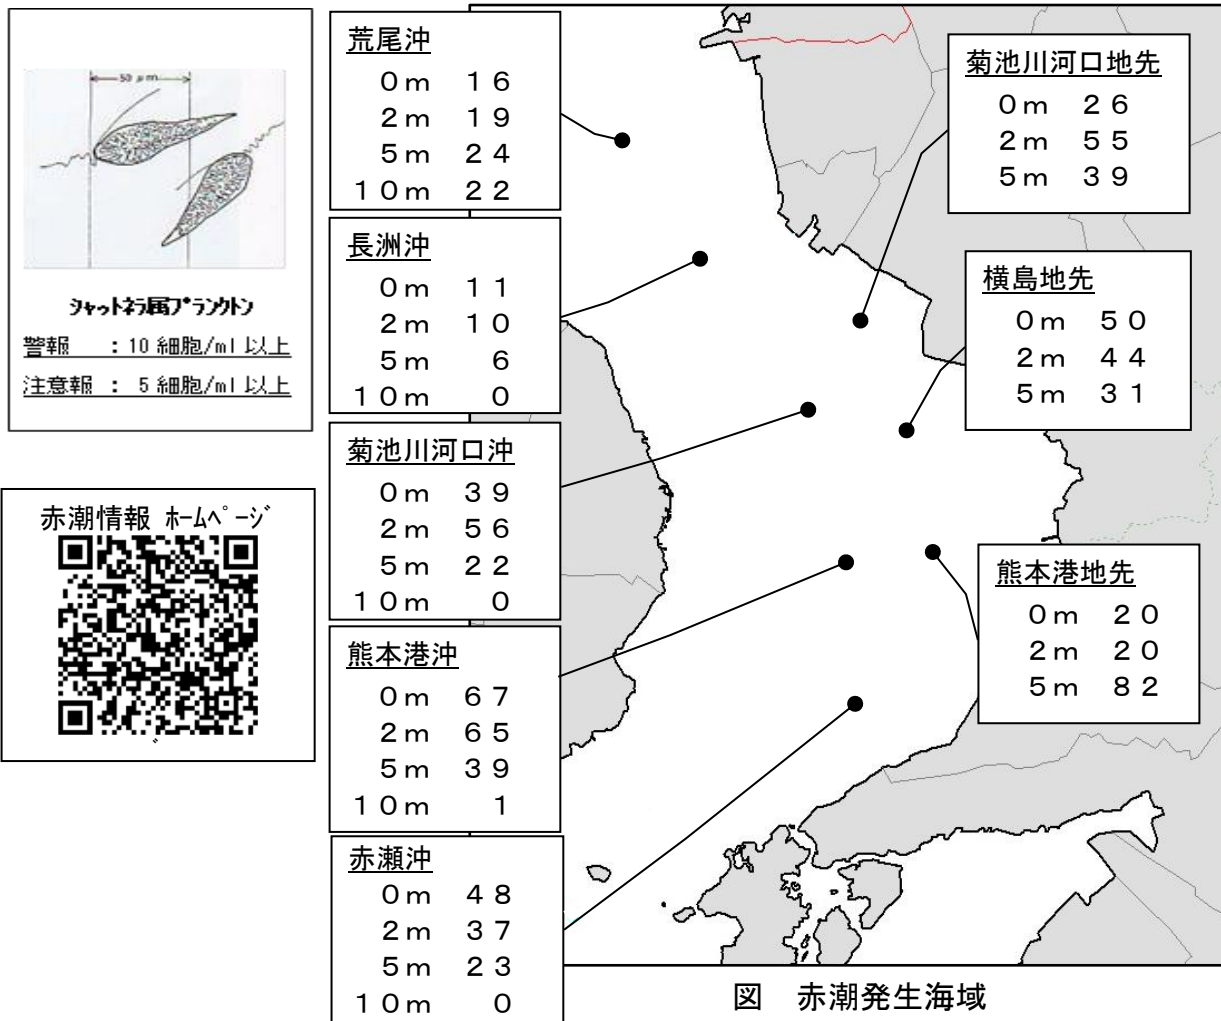 50 μm
シャットネラ属プランクトン
警報 : 10 細胞/ml 以上
注意報 : 5 細胞/ml 以上
赤潮情報 ホームページ
荒尾沖
0m 16
2m 19
5m 24
10m 22
長洲沖
0m 11
2m 10
5m 6
10m 0
菊池川河口沖
0m 39
2m 56
5m 22
10m 0
熊本港沖
0m 67
2m 65
5m 39
10m 1
赤瀬沖
0m 48
2m 37
5m 23
10m 0
菊池川河口地先
0m 26
2m 55
5m 39
横島地先
0m 50
2m 44
5m 31
熊本港地先
0m 20
2m 20
5m 82
図 赤潮発生海域